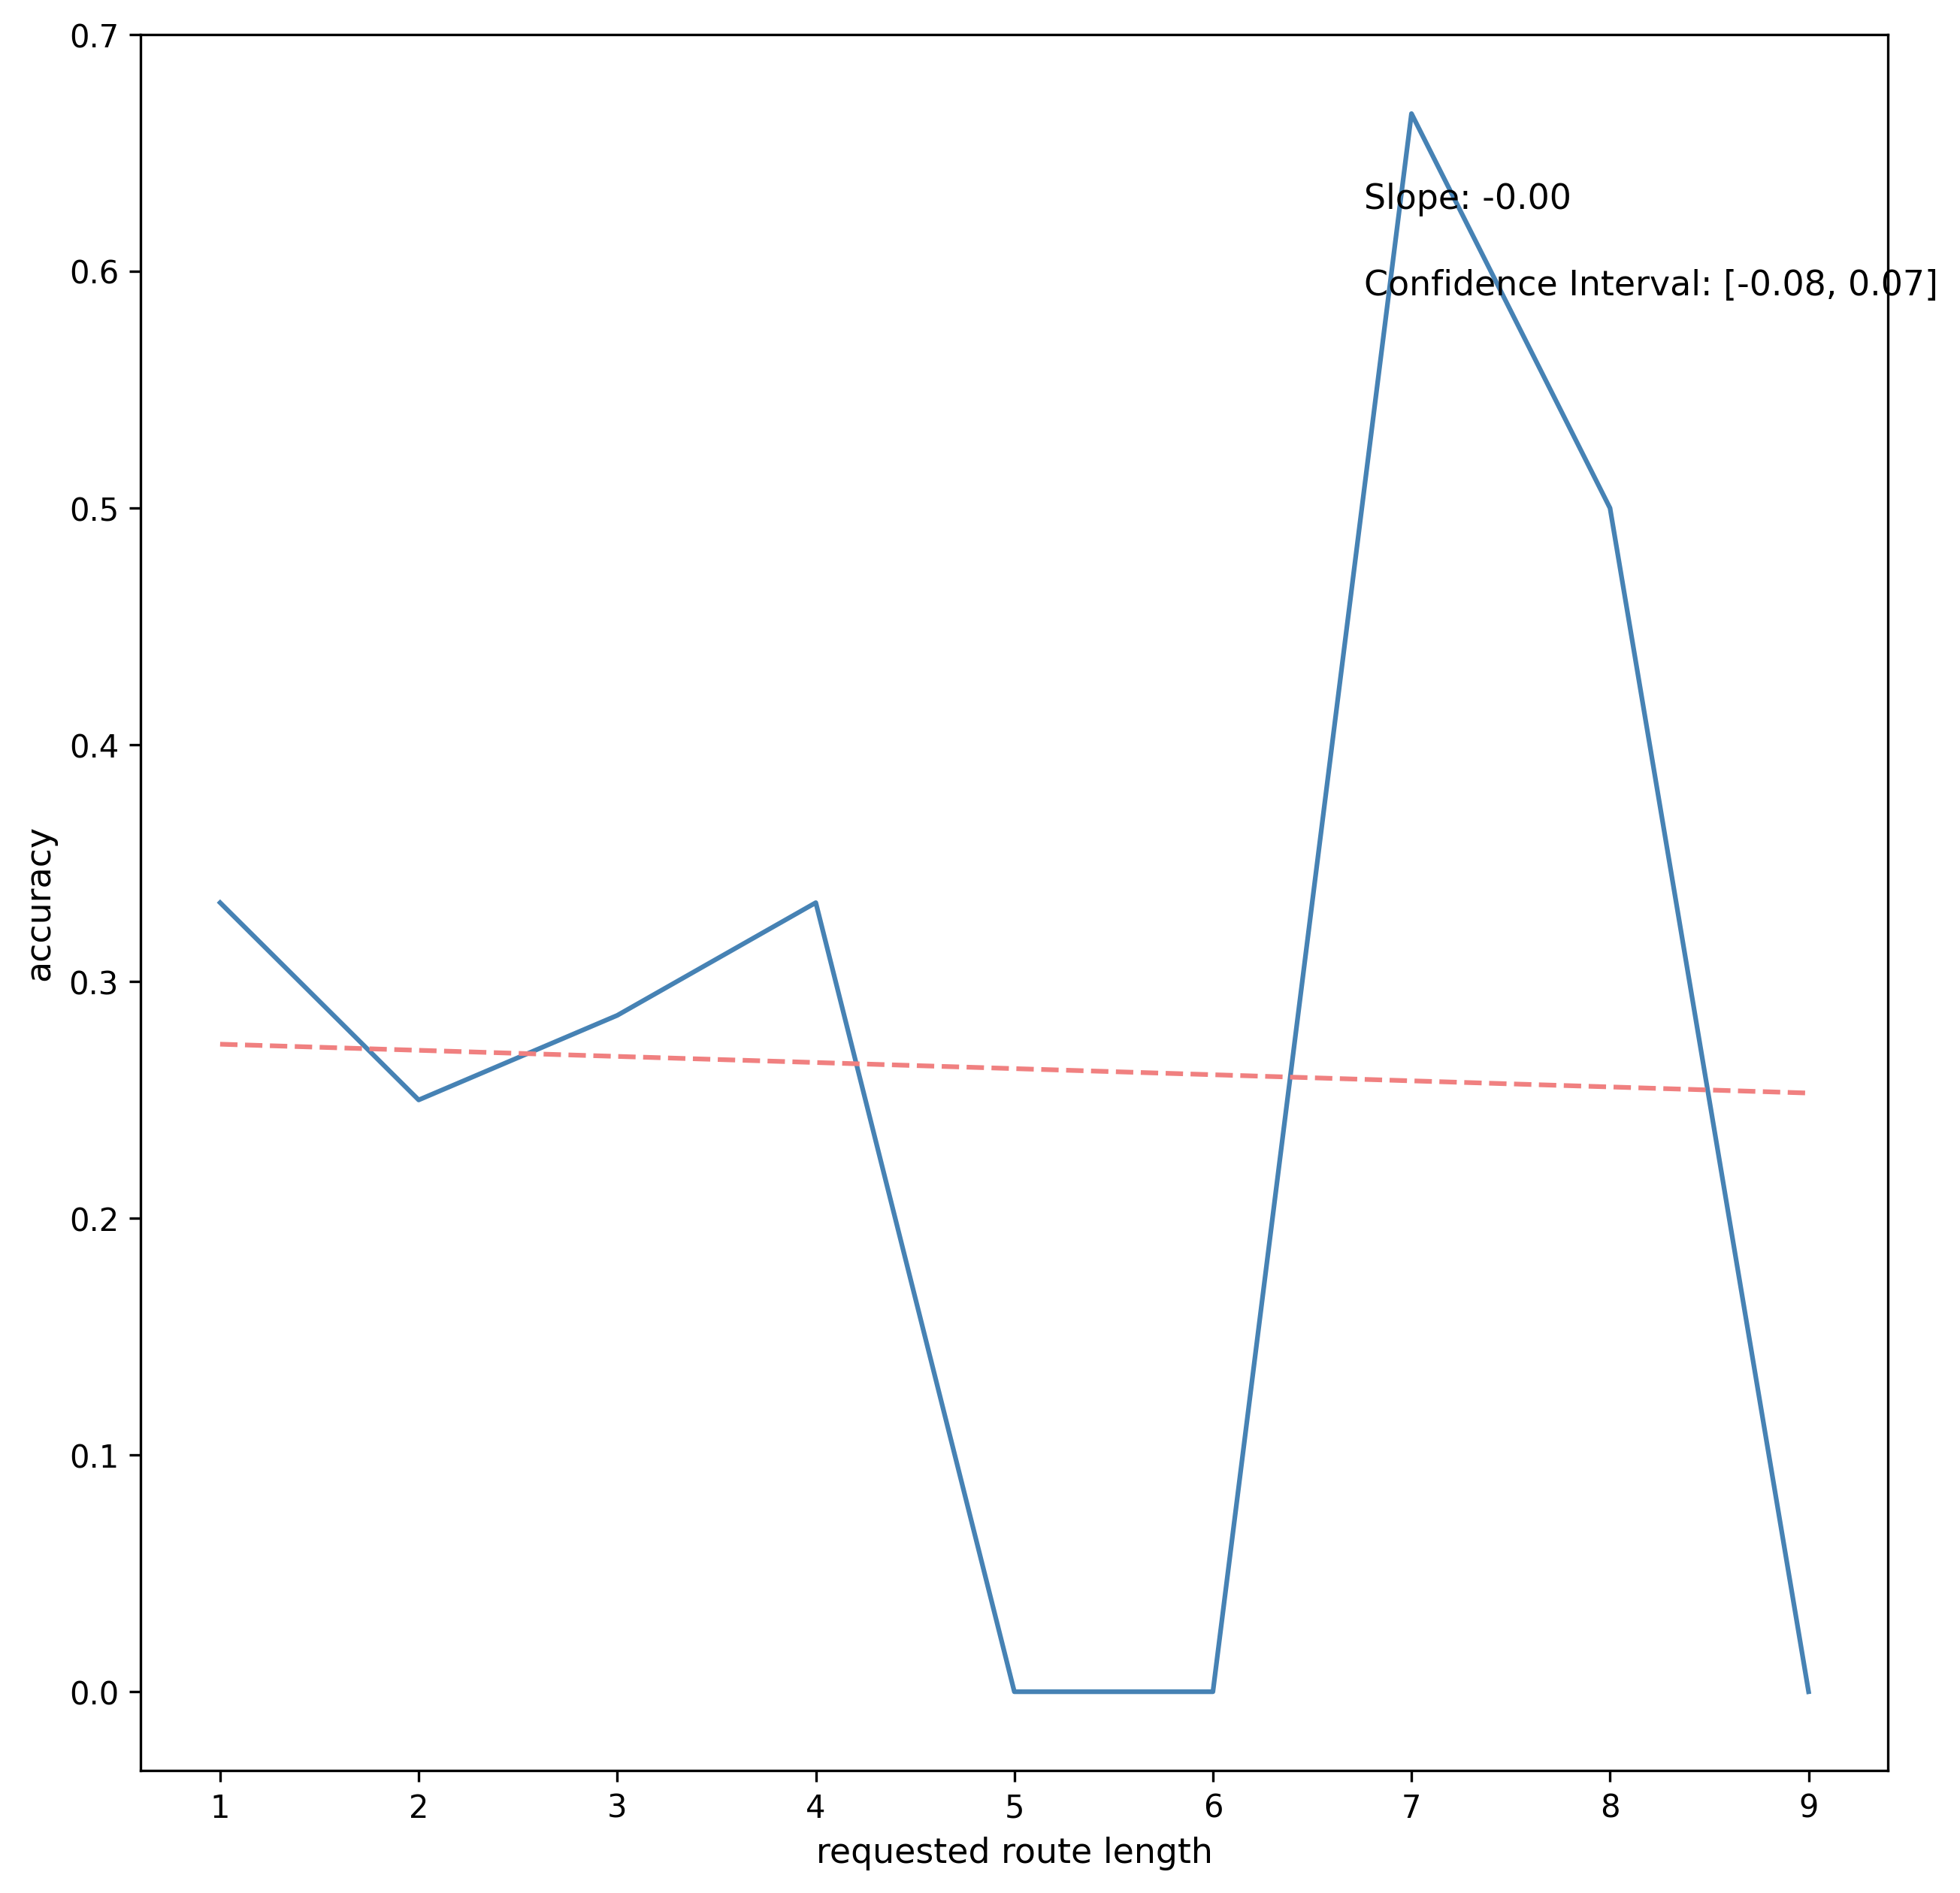 0.7
0.6
0.5
0.4
0.3
0.2
0.1
0.0
accuracy
Slope: -0.00
Confidence Interval: [-0.08, 0.07]
1 2 3 4 5 6 7 8 9
requested route length